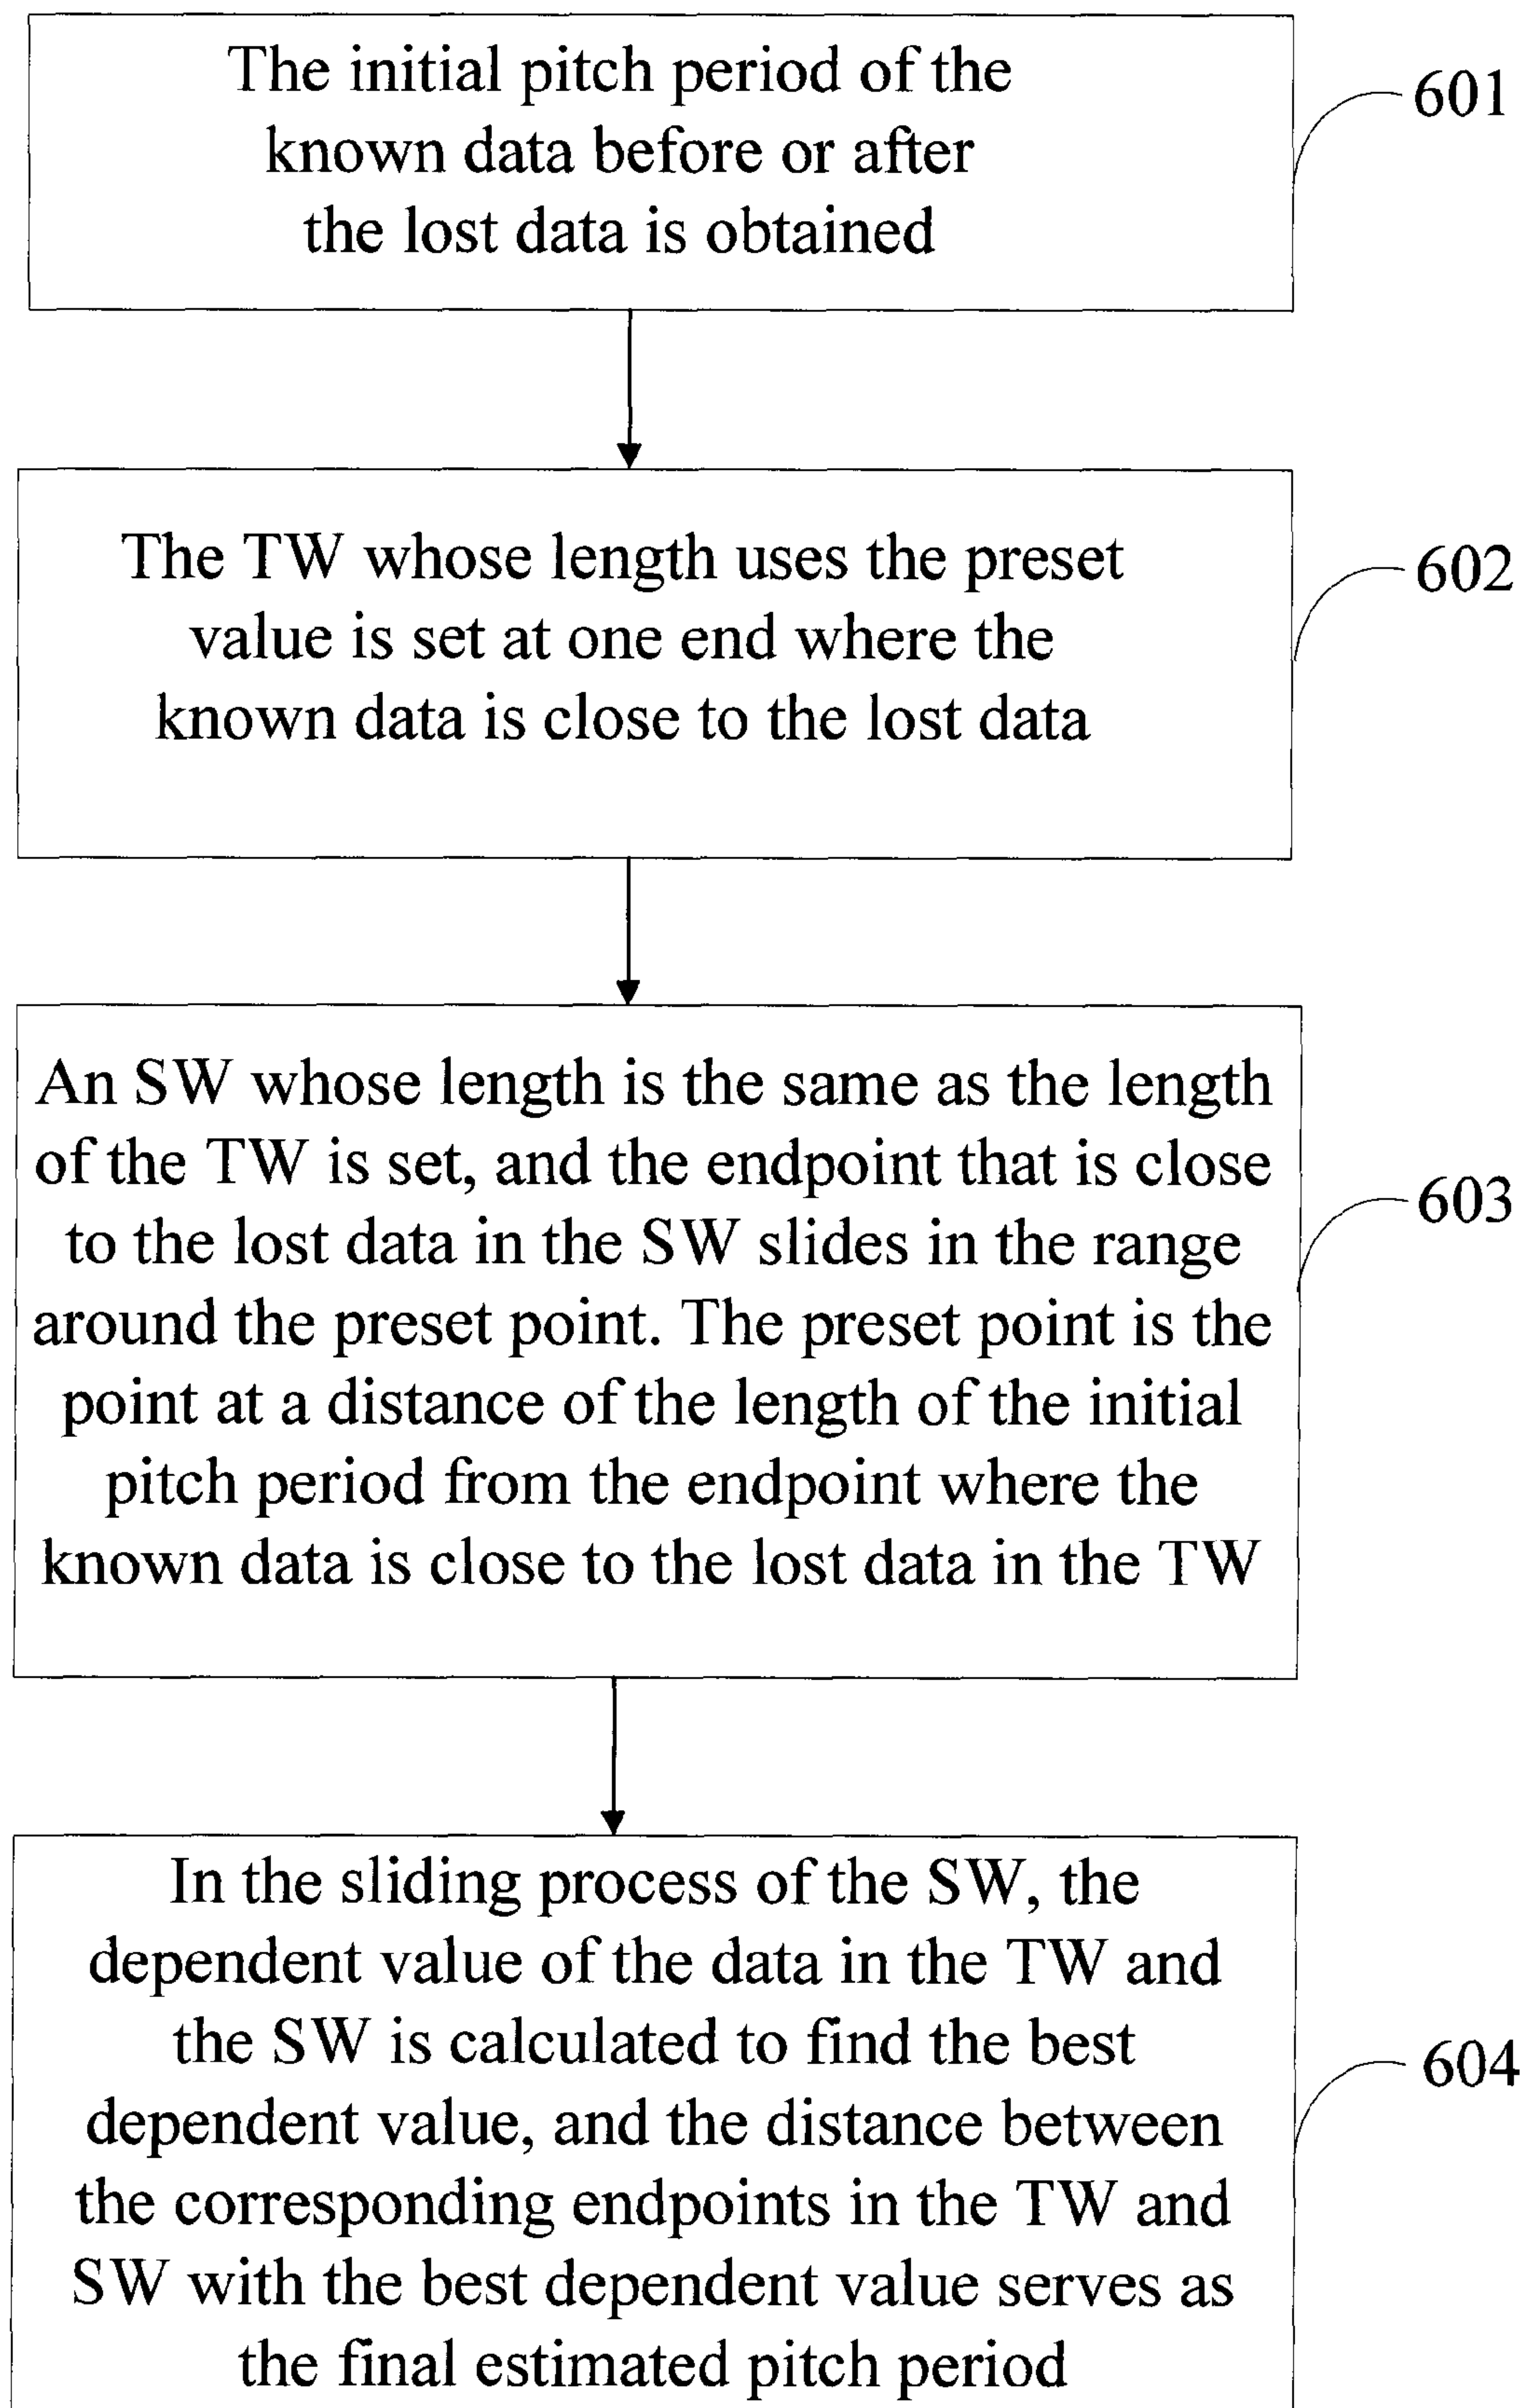 The initial pitch period of the
known data before or after
the lost data is obtained
601
The TW whose length uses the preset
value is set at one end where the
known data is close to the lost data
602
An SW whose length is the same as the length
of the TW is set, and the endpoint that is close
to the lost data in the SW slides in the range
around the preset point. The preset point is the
point at a distance of the length of the initial
pitch period from the endpoint where the
known data is close to the lost data in the TW
603
In the sliding process of the SW, the
dependent value of the data in the TW and
the SW is calculated to find the best
dependent value, and the distance between
the corresponding endpoints in the TW and
SW with the best dependent value serves as
the final estimated pitch period
604